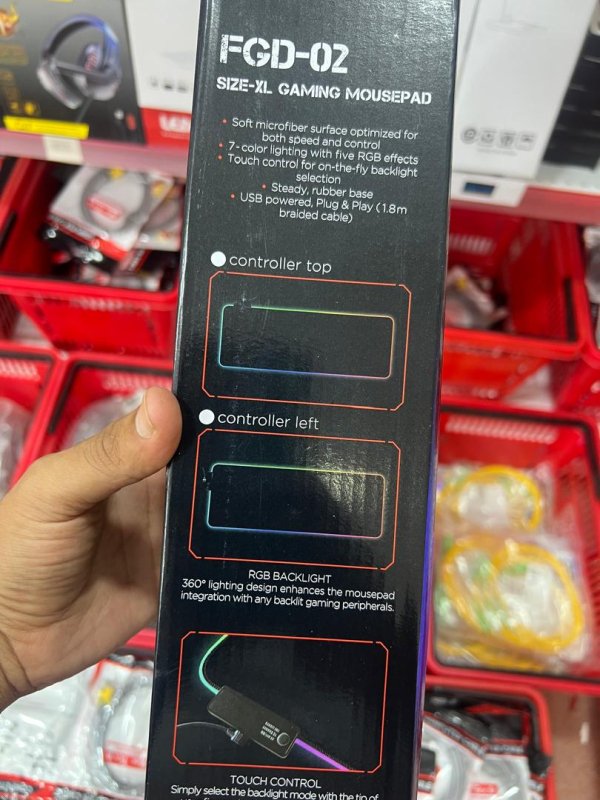 FGD-02
SIZE-XL GAMING MOUSEPAD
• Soft microfiber surface optimized for
both speed and control
• 7-color lighting with five RGB effects
• Touch control for on-the-fly backlight
selection
• Steady, rubber base
• USB powered, Plug & Play (1.8m
braided cable)
controller top
controller left
RGB BACKLIGHT
360° lighting design enhances the mousepad
integration with any backlit gaming peripherals.
TOUCH CONTROL
Simply select the backlight mode with the tip of